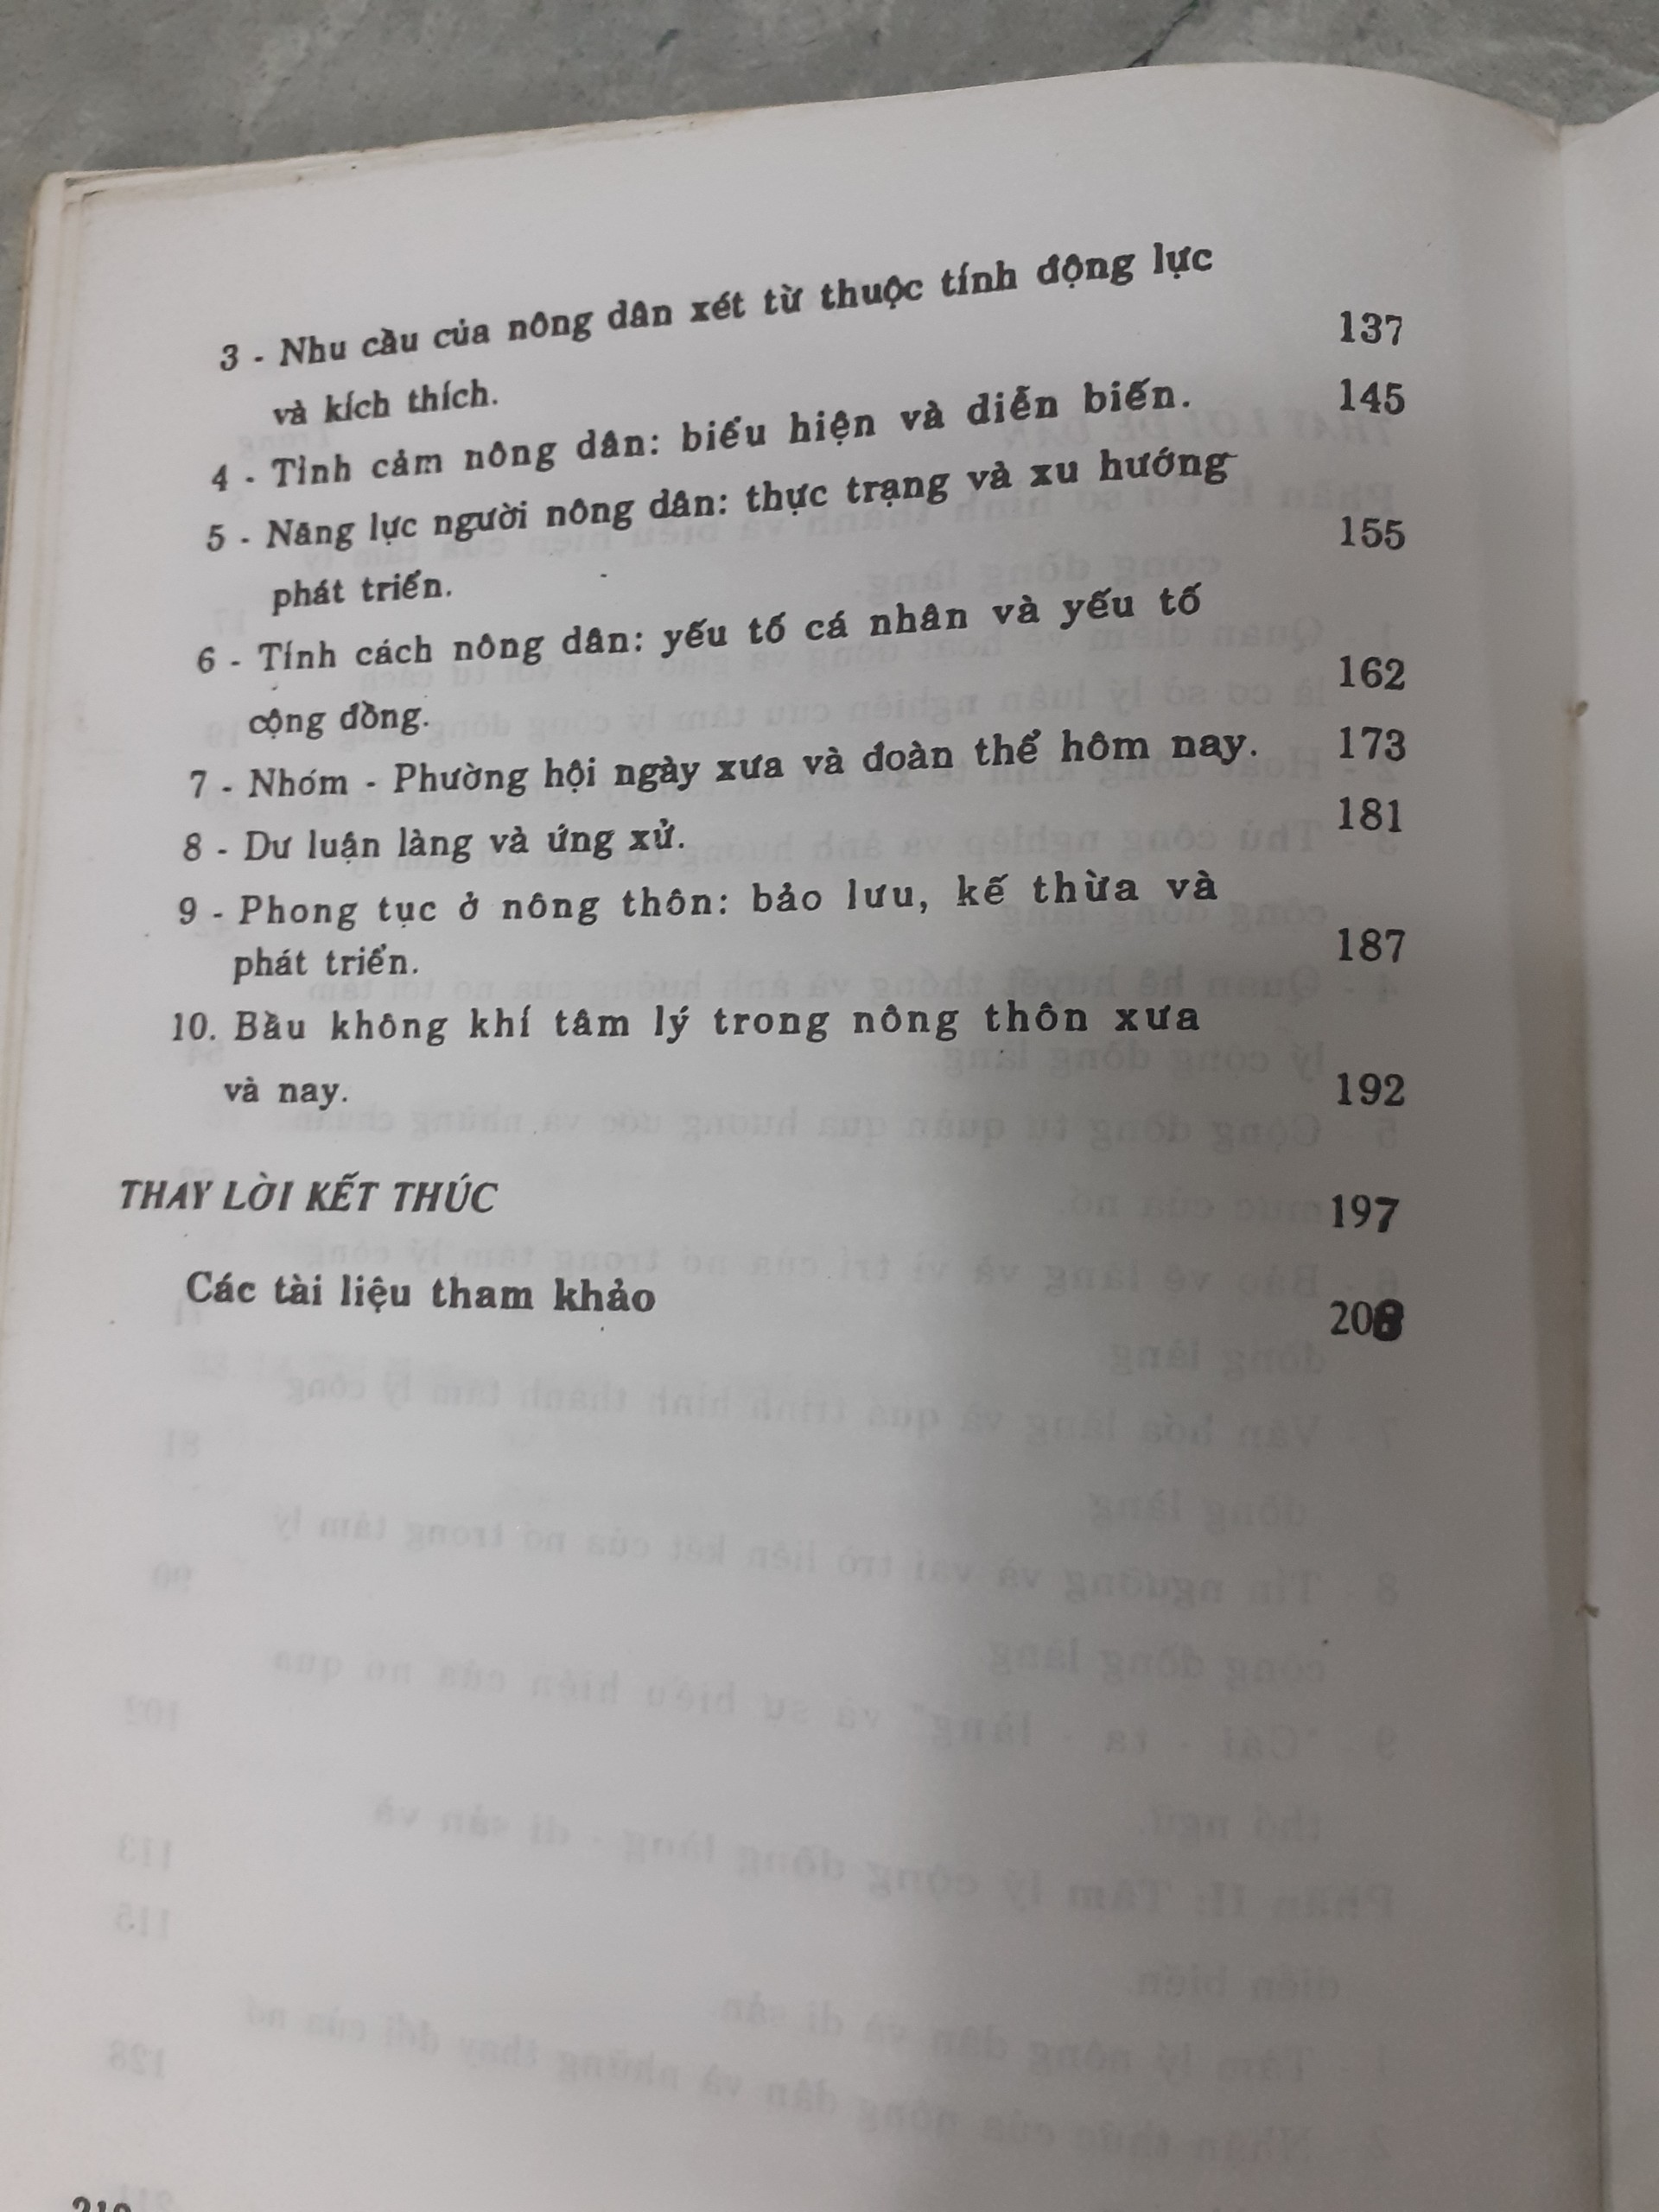 3 - Nhu cầu của nông dân xét từ thuộc tính động lực
và kích thích. 137
4 - Tình cảm nông dân: biểu hiện và diễn biến. 145
5 - Năng lực người nông dân: thực trạng và xu hướng
phát triển. 155
6 - Tính cách nông dân: yếu tố cá nhân và yếu tố
cộng đồng. 162
7 - Nhóm - Phường hội ngày xưa và đoàn thể hôm nay. 173
8 - Dư luận làng và ứng xử. 181
9 - Phong tục ở nông thôn: bảo lưu, kế thừa và
phát triển. 187
10. Bầu không khí tâm lý trong nông thôn xưa
và nay. 192
THAY LỜI KẾT THÚC 197
Các tài liệu tham khảo 208